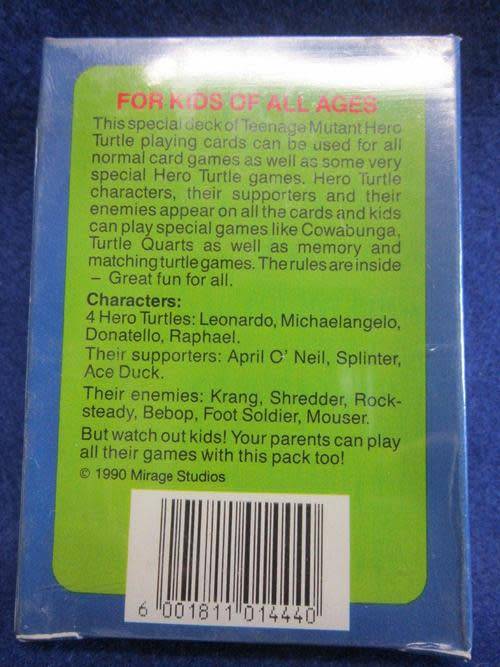 FOR KIDS OF ALL AGES
This special deck of Teenage Mutant Hero
Turtle playing cards can be used for all
normal card games as well as some very
special Hero Turtle games. Hero Turtle
characters, their supporters and their
enemies appear on all the cards and kids
can play special games like Cowabunga,
Turtle Quarts as well as memory and
matching turtle games. The rules are inside
– Great fun for all.
Characters:
4 Hero Turtles: Leonardo, Michaelangelo,
Donatello, Raphael.
Their supporters: April O' Neil, Splinter,
Ace Duck.
Their enemies: Krang, Shredder, Rock-
steady, Bebop, Foot Soldier, Mouser.
But watch out kids! Your parents can play
all their games with this pack too!
© 1990 Mirage Studios
6 001811 014440